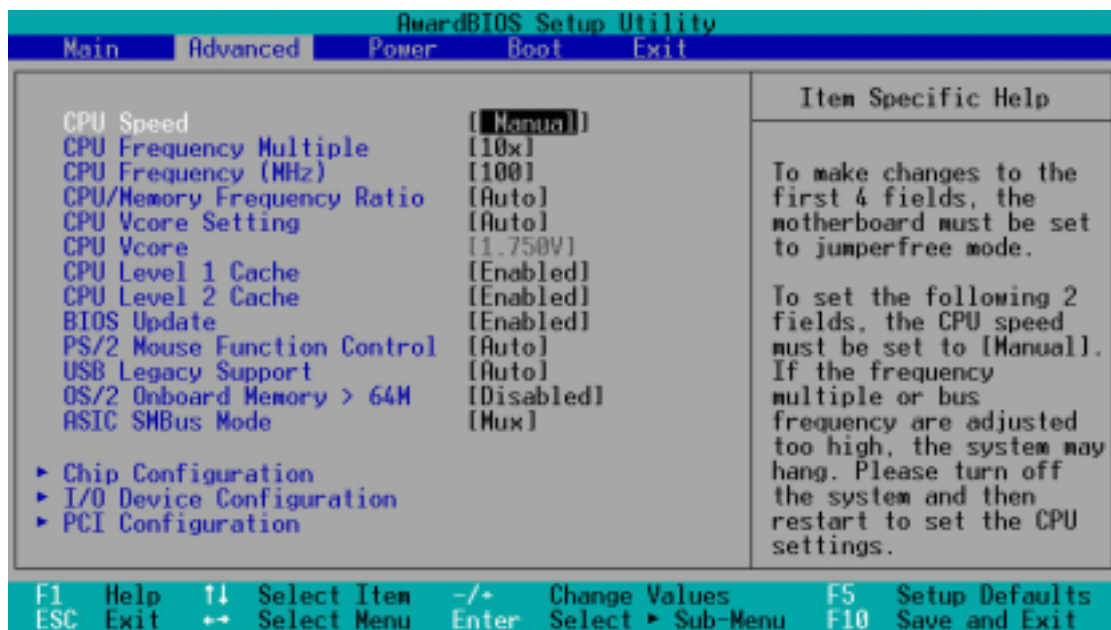 AwardBIOS Setup Utility
Main Advanced Power Boot Exit
CPU Speed [ Manual]
CPU Frequency Multiple [10x]
CPU Frequency (MHz) [100]
CPU/Memory Frequency Ratio [Auto]
CPU Vcore Setting [Auto]
CPU Vcore [1.750V]
CPU Level 1 Cache [Enabled]
CPU Level 2 Cache [Enabled]
BIOS Update [Enabled]
PS/2 Mouse Function Control [Auto]
USB Legacy Support [Auto]
OS/2 Onboard Memory > 64M [Disabled]
ASIC SMBus Mode [Mux]
► Chip Configuration
► I/O Device Configuration
► PCI Configuration
Item Specific Help
To make changes to the
first 4 fields, the
motherboard must be set
to jumperfree mode.
To set the following 2
fields, the CPU speed
must be set to [Manual].
If the frequency
multiple or bus
frequency are adjusted
too high, the system may
hang. Please turn off
the system and then
restart to set the CPU
settings.
F1 Help ↑↓ Select Item -/+ Change Values F5 Setup Defaults
ESC Exit ←→ Select Menu Enter Select ► Sub-Menu F10 Save and Exit